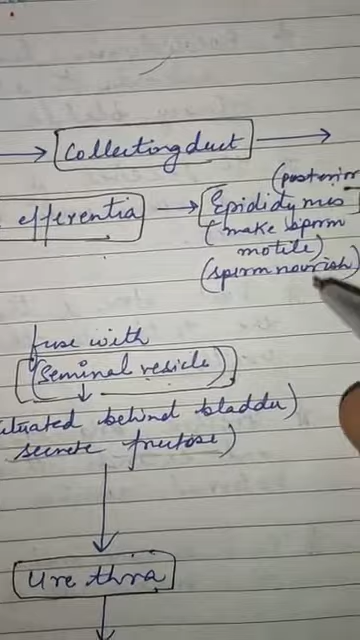 Collecting duct
(posterior
efferentia
Epididymis
(make sperm
motile)
(sperm nourish)
fuse with
(Seminal vesicle)
situated behind bladder)
secrete fructose)
Urethra